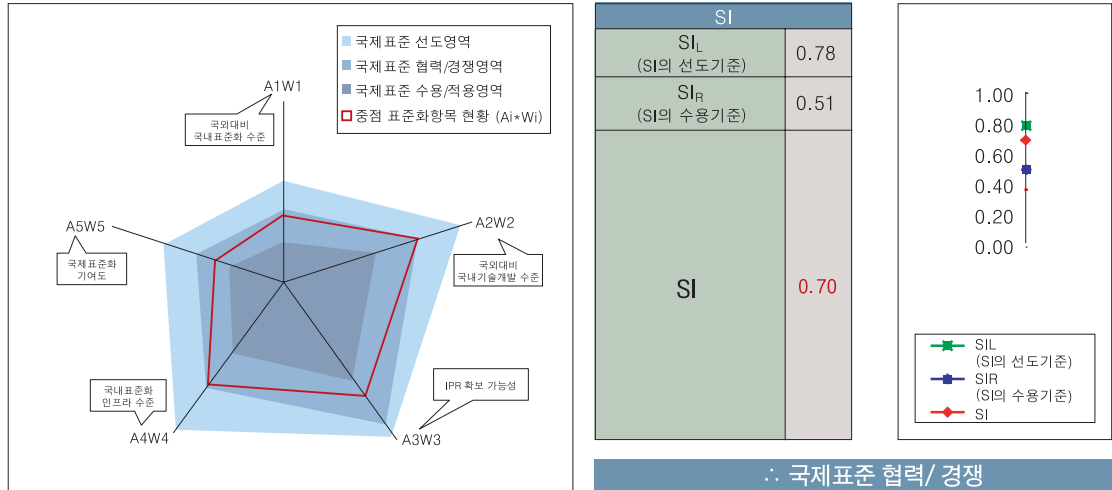 국제표준 선도영역
국제표준 협력/경쟁영역
국제표준 수용/적용영역
중점 표준화항목 현황 (Ai*Wi)
A1W1
국외대비
국내표준화 수준
A2W2
국외대비
국내기술개발 수준
A5W5
국제표준화
기여도
국내표준화
인프라 수준
A4W4
IPR 확보 가능성
A3W3
SI
SIL
(SI의 선도기준)
0.78
SIR
(SI의 수용기준)
0.51
SI
0.70
1.00
0.80
0.60
0.40
0.20
0.00
SIL
(SI의 선도기준)
SIR
(SI의 수용기준)
SI
∴ 국제표준 협력/ 경쟁